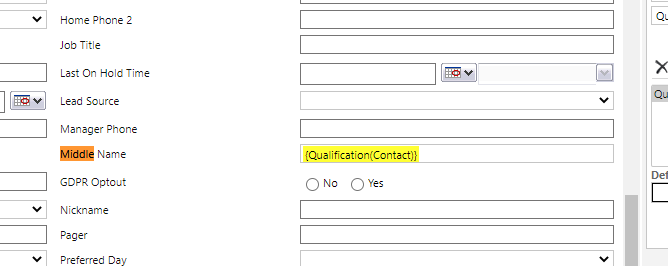 Home Phone 2
Job Title
Last On Hold Time
Lead Source
Manager Phone
Middle Name
{Qualification(Contact)}
GDPR Optout
No
Yes
Nickname
Pager
Preferred Day
Qu
Qu
Def